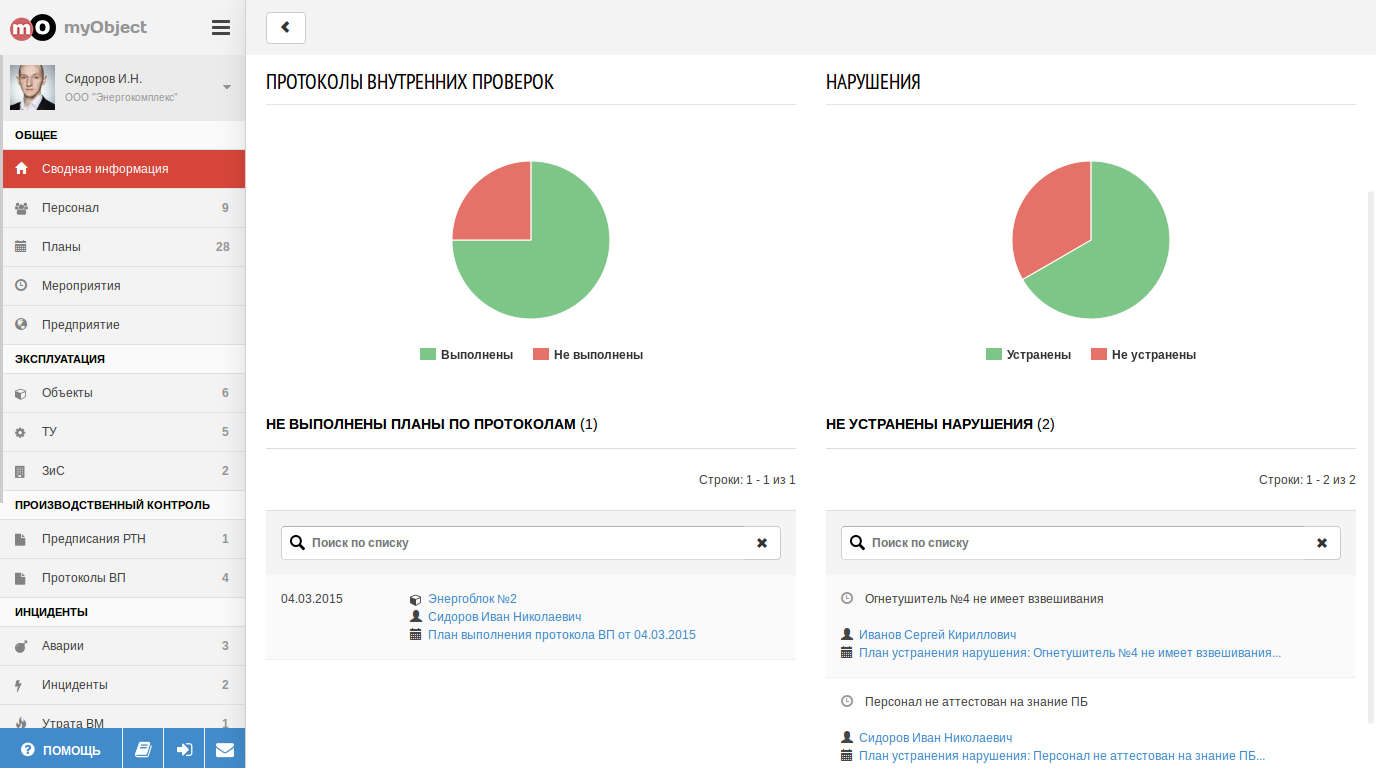 mO myObject
Сидоров И.Н.
ООО "Энергокомплекс"
ОБЩЕЕ
Сводная информация
Персонал 9
Планы 28
Мероприятия
Предприятие
ЭКСПЛУАТАЦИЯ
Объекты 6
ТУ 5
ЗиС 2
ПРОИЗВОДСТВЕННЫЙ КОНТРОЛЬ
Предписания РТН 1
Протоколы ВП 4
ИНЦИДЕНТЫ
Аварии 3
Инциденты 2
Утрата ВМ 1
ПОМОЩЬ
ПРОТОКОЛЫ ВНУТРЕННИХ ПРОВЕРОК
Выполнены Не выполнены
НЕ ВЫПОЛНЕНЫ ПЛАНЫ ПО ПРОТОКОЛАМ (1)
Строки: 1 - 1 из 1
Поиск по списку
04.03.2015 Энергоблок №2
Сидоров Иван Николаевич
План выполнения протокола ВП от 04.03.2015
НАРУШЕНИЯ
Устранены Не устранены
НЕ УСТРАНЕНЫ НАРУШЕНИЯ (2)
Строки: 1 - 2 из 2
Поиск по списку
Огнетушитель №4 не имеет взвешивания
Иванов Сергей Кириллович
План устранения нарушения: Огнетушитель №4 не имеет взвешивания...
Персонал не аттестован на знание ПБ
Сидоров Иван Николаевич
План устранения нарушения: Персонал не аттестован на знание ПБ...